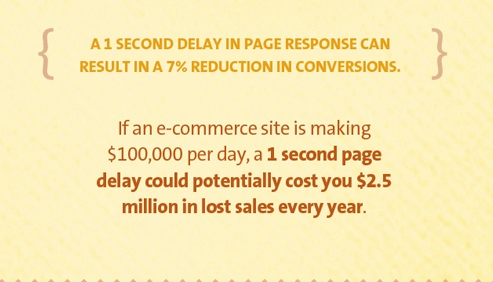 A 1 SECOND DELAY IN PAGE RESPONSE CAN
RESULT IN A 7% REDUCTION IN CONVERSIONS.
If an e-commerce site is making
$100,000 per day, a 1 second page
delay could potentially cost you $2.5
million in lost sales every year.